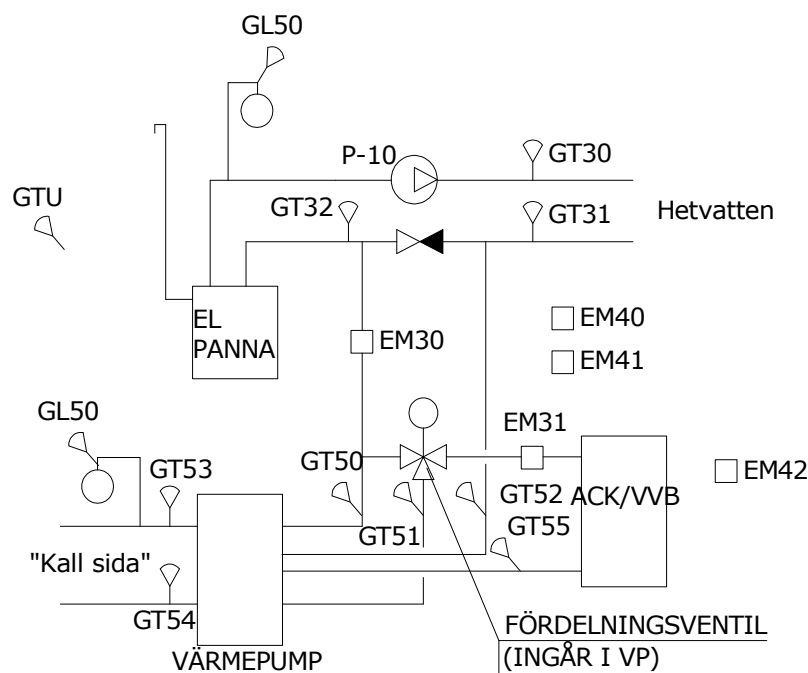 GL50
P-10
GT30
GTU
GT32
GT31
Hetvatten
EL
PANNA
EM30
EM40
EM41
GL50
GT53
GT50
EM31
GT52
ACK/VVB
EM42
GT51
GT55
"Kall sida"
GT54
VÄRMEPUMP
FÖRDELNINGSVENTIL
(INGÅR I VP)